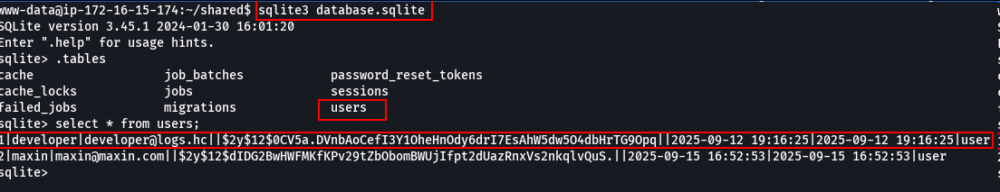 www-data@ip-172-16-15-174:~/shared$ sqlite3 database.sqlite
SQLite version 3.45.1 2024-01-30 16:01:20
Enter ".help" for usage hints.
sqlite> .tables
cache job_batches password_reset_tokens
cache_locks jobs sessions
failed_jobs migrations users
sqlite> select * from users;
1|developer|developer@logs.hc||$2y$12$0CV5a.DVnbAoCefI3Y1OheHnOdy6drI7EsAhW5dw5O4dbHrTG9Opq||2025-09-12 19:16:25|2025-09-12 19:16:25|user
2|maxin|maxin@maxin.com||$2y$12$dIDG2BwHWFMKfKPv29tZbObomBWUjIfpt2dUazRnxVs2nkqlvQuS.||2025-09-15 16:52:53|2025-09-15 16:52:53|user
sqlite>